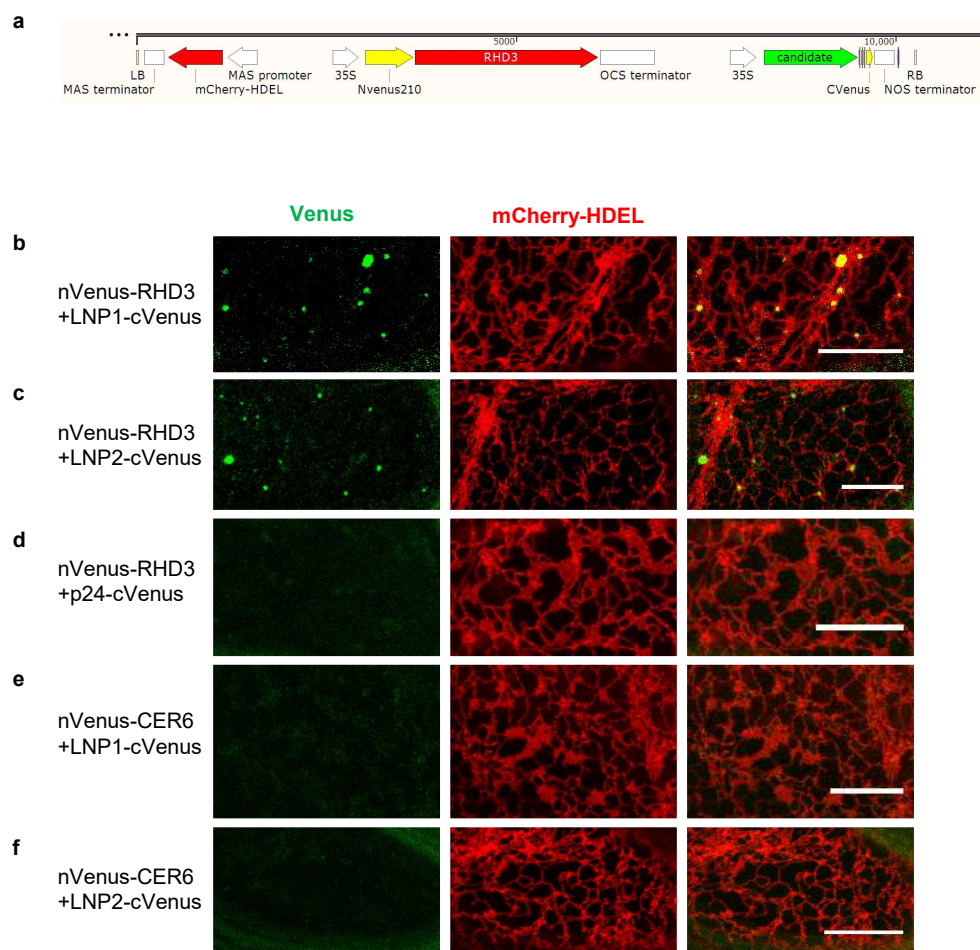 a
...
5000
10,000
RHD3
candidate
LB
MAS promoter
35S
OCS terminator
35S
RB
MAS terminator
mCherry-HDEL
Nvenus210
CVenus
NOS terminator
Venus
mCherry-HDEL
b
nVenus-RHD3
+LNP1-cVenus
c
nVenus-RHD3
+LNP2-cVenus
d
nVenus-RHD3
+p24-cVenus
e
nVenus-CER6
+LNP1-cVenus
f
nVenus-CER6
+LNP2-cVenus